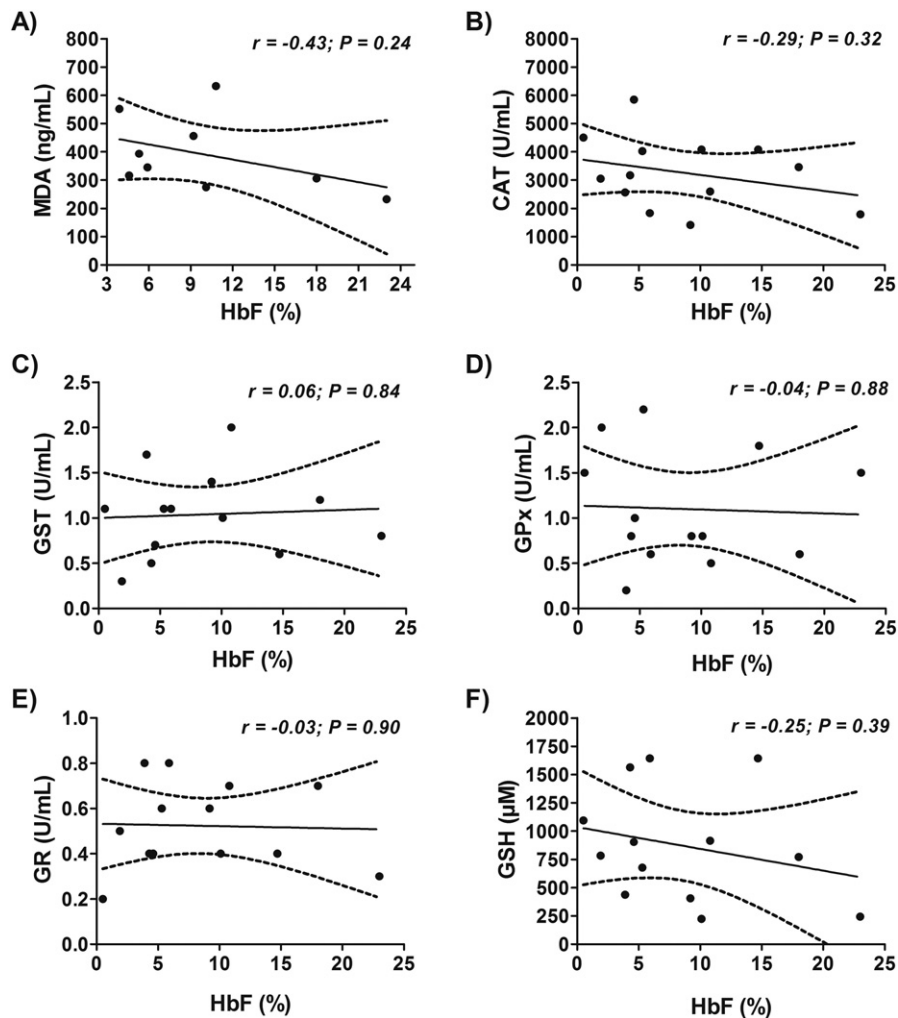 A)
r = -0.43; P = 0.24
MDA (ng/mL)
800
700
600
500
400
300
200
100
0
3 6 9 12 15 18 21 24
HbF (%)
B)
r = -0.29; P = 0.32
CAT (U/mL)
8000
7000
6000
5000
4000
3000
2000
1000
0
0 5 10 15 20 25
HbF (%)
C)
r = 0.06; P = 0.84
GST (U/mL)
2.5
2.0
1.5
1.0
0.5
0.0
0 5 10 15 20 25
HbF (%)
D)
r = -0.04; P = 0.88
GPx (U/mL)
2.5
2.0
1.5
1.0
0.5
0.0
0 5 10 15 20 25
HbF (%)
E)
r = -0.03; P = 0.90
GR (U/mL)
1.0
0.8
0.6
0.4
0.2
0.0
0 5 10 15 20 25
HbF (%)
F)
r = -0.25; P = 0.39
GSH (µM)
2000
1750
1500
1250
1000
750
500
250
0
0 5 10 15 20 25
HbF (%)